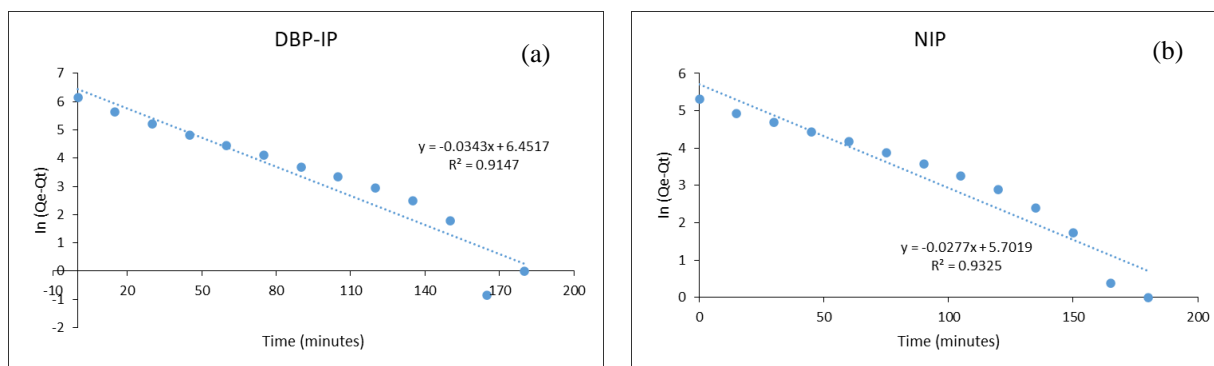 DBP-IP
(a)
7
6
5
4
3
2
1
0
-1
-2
-10
20
50
80
110
140
170
200
y = -0.0343x + 6.4517
R² = 0.9147
ln (Qe-Qt)
Time (minutes)
NIP
(b)
6
5
4
3
2
1
0
0
50
100
150
200
y = -0.0277x + 5.7019
R² = 0.9325
ln (Qe-Qt)
Time (minutes)